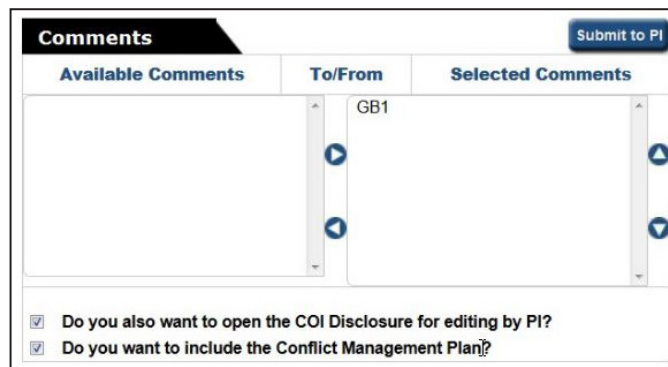 Comments
Submit to PI
Available Comments To/From Selected Comments
GB1
Do you also want to open the COI Disclosure for editing by PI?
Do you want to include the Conflict Management Plan?